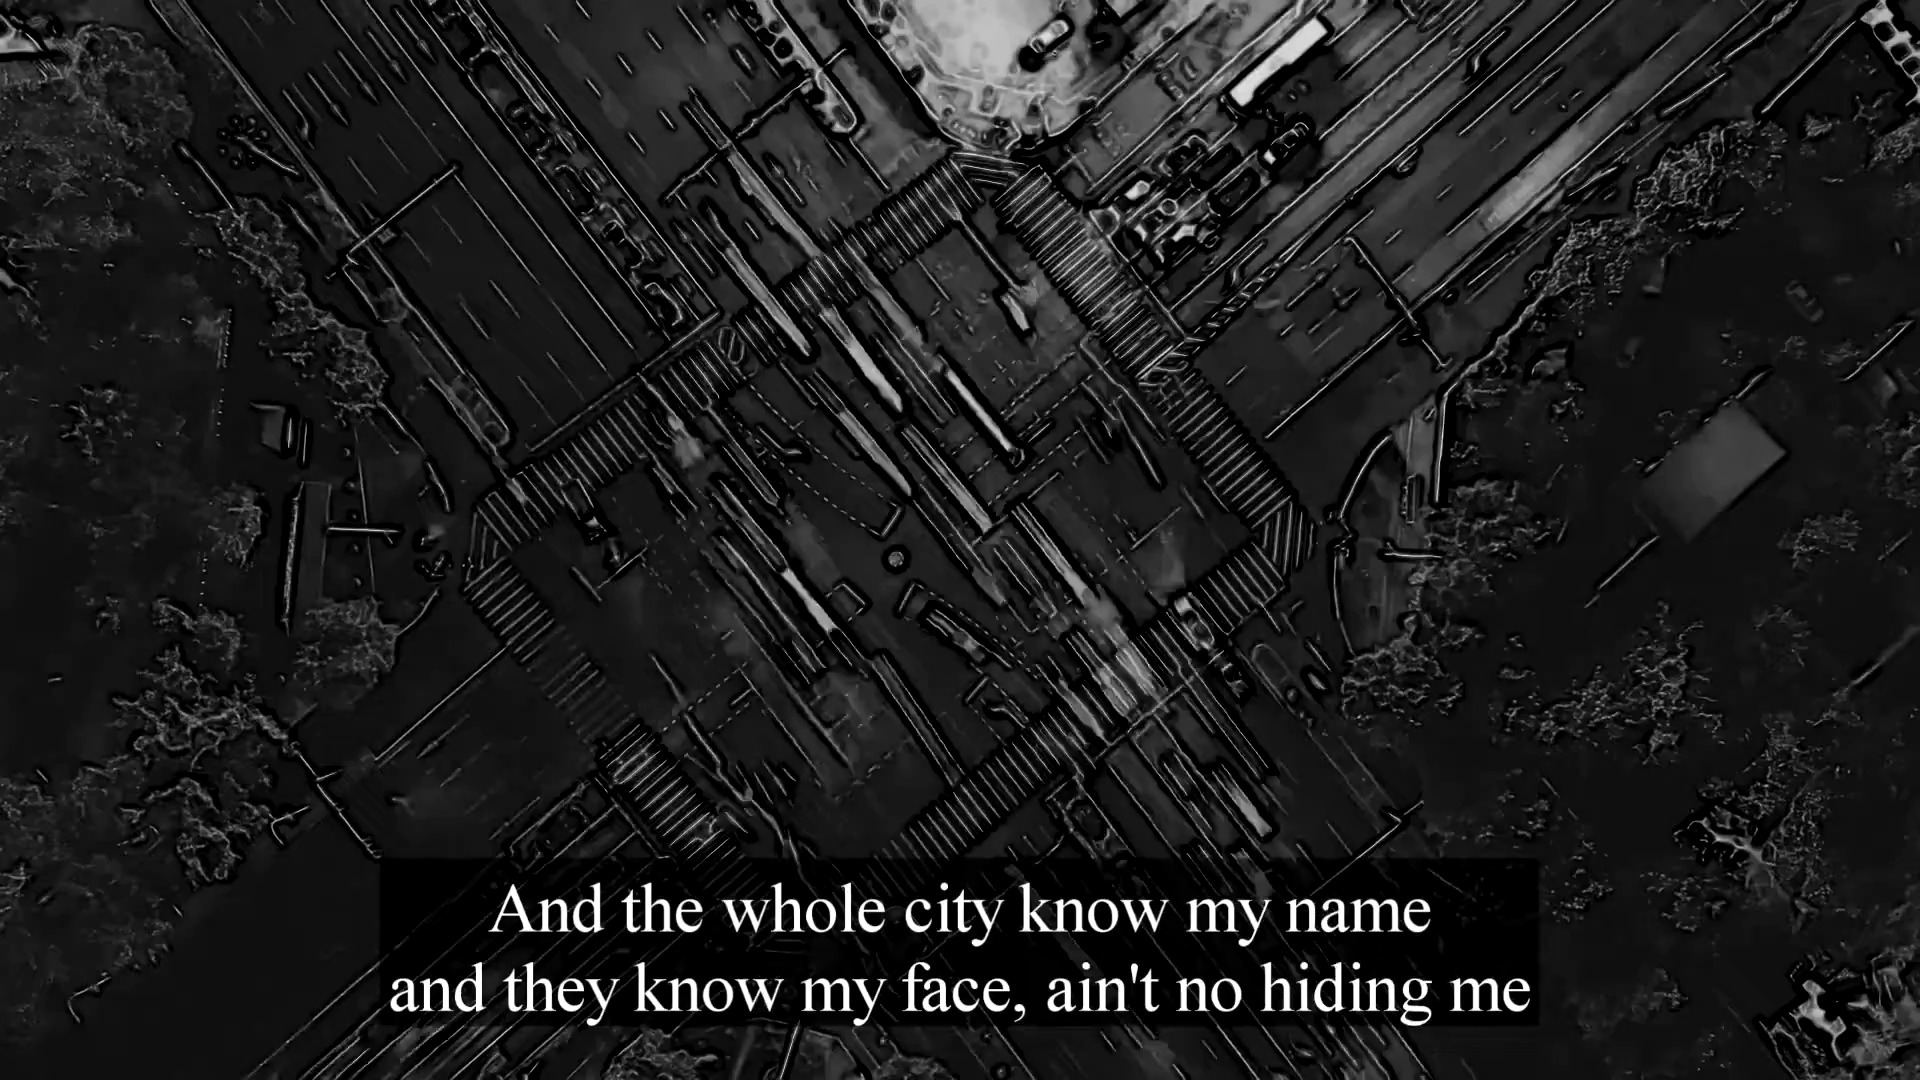 And the whole city know my name
and they know my face, ain't no hiding me